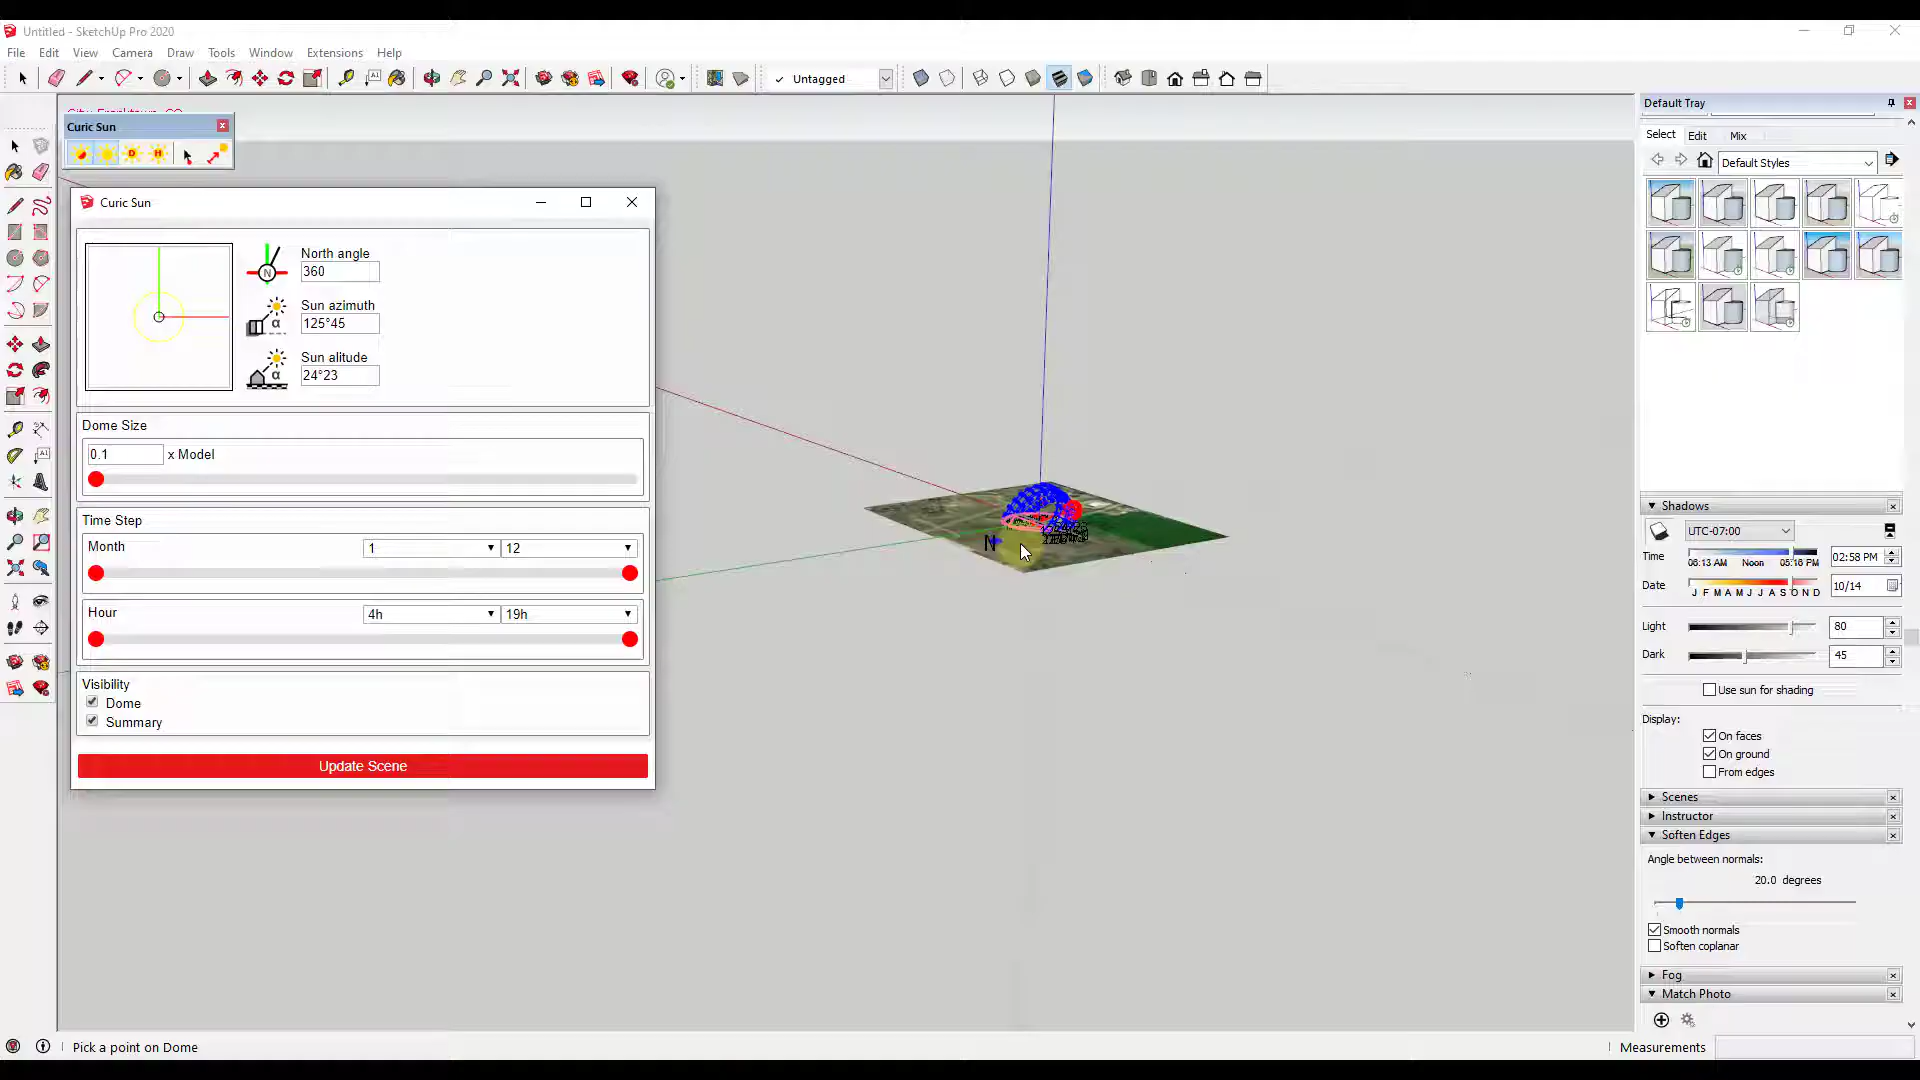 Untitled - SketchUp Pro 2020
File Edit View Camera Draw Tools Window Extensions Help
Untagged
Curic Sun
D H
Curic Sun
North angle
360
N
Sun azimuth
125°45
α
Sun alitude
24°23
α
Dome Size
0.1 x Model
Time Step
Month 1 12
Hour 4h 19h
Visibility
Dome
Summary
Update Scene
N
Default Tray
Select Edit Mix
Default Styles
Shadows
UTC-07:00
Time 02:58 PM
06:13 AM Noon 05:16 PM
Date 10/14
J F M A M J J A S O N D
Light 80
Dark 45
Use sun for shading
Display:
On faces
On ground
From edges
Scenes
Instructor
Soften Edges
Angle between normals:
20.0 degrees
Smooth normals
Soften coplanar
Fog
Match Photo
Pick a point on Dome
Measurements